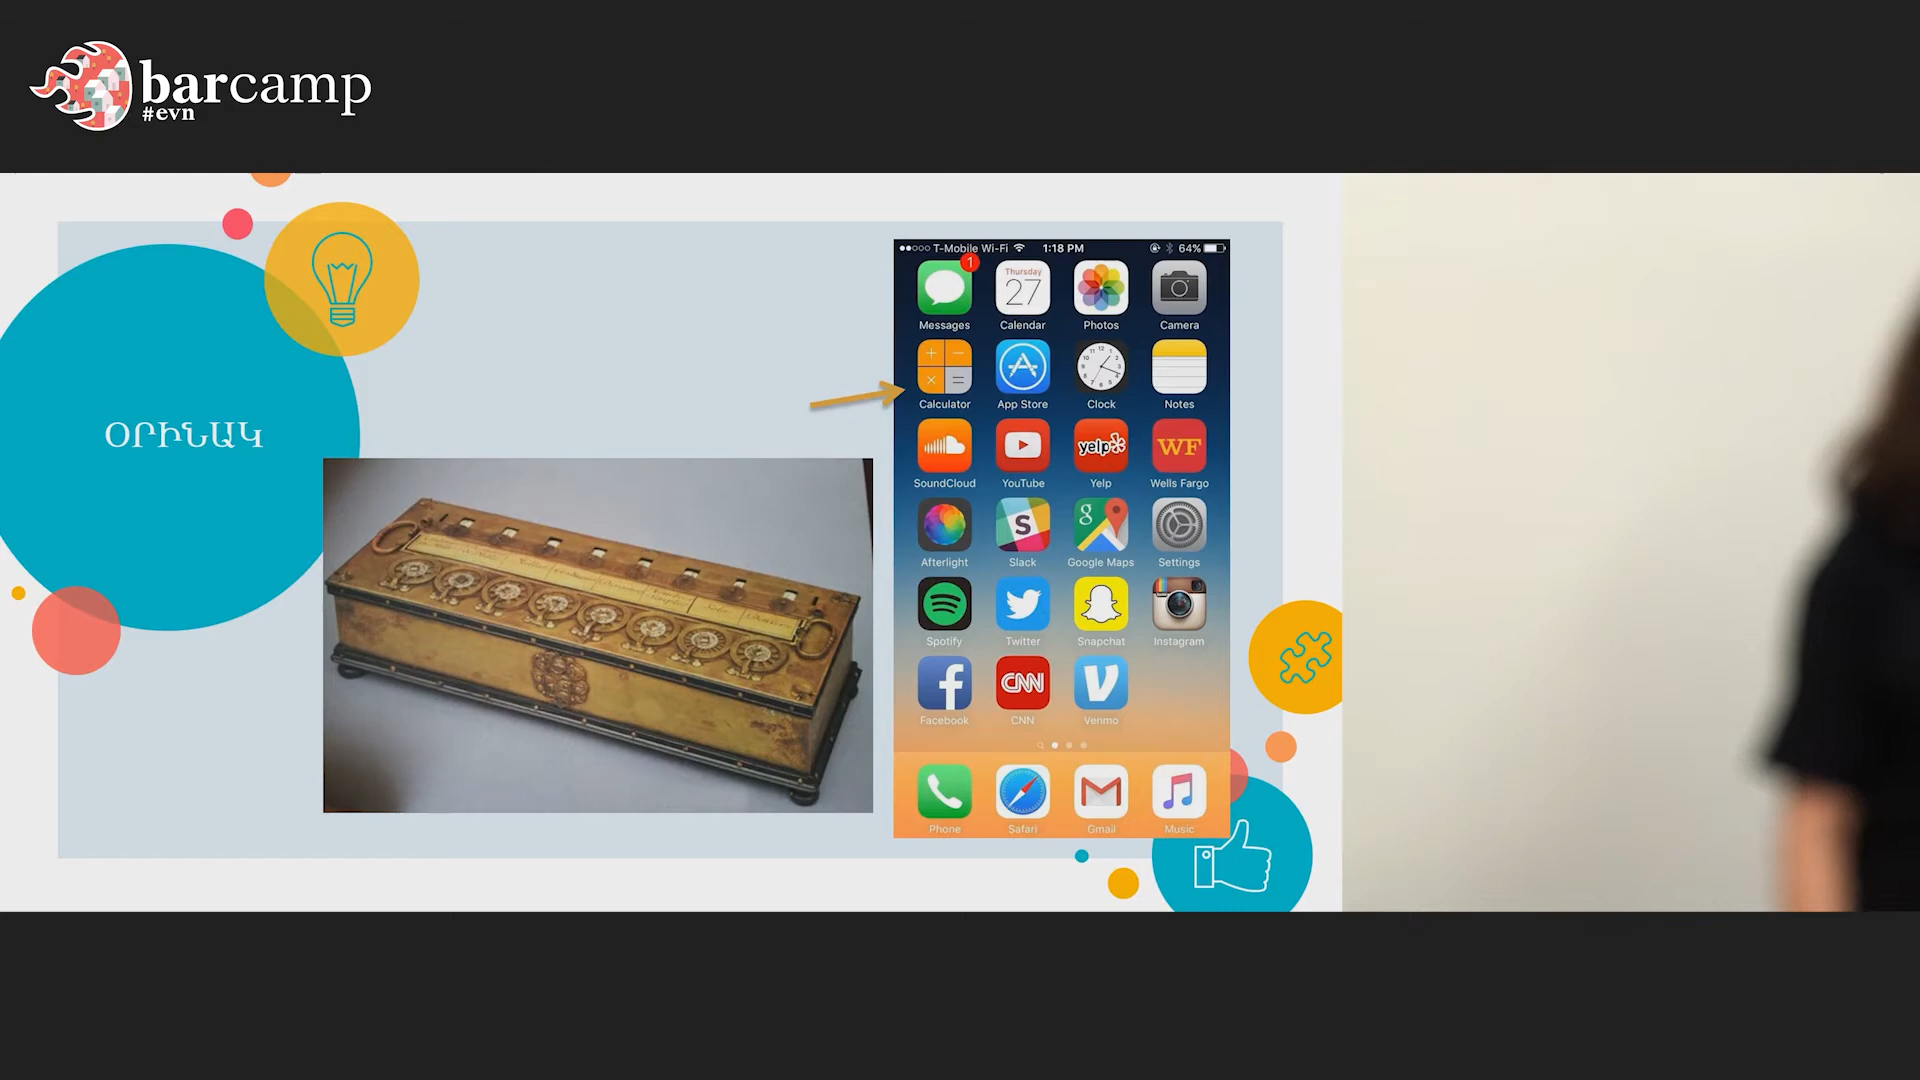 barcamp
#evn
ՕՐԻՆԱԿ
T-Mobile Wi-Fi 1:18 PM 64%
1
Thursday
27
Messages Calendar Photos Camera
Calculator App Store Clock Notes
yelp WF
SoundCloud YouTube Yelp Wells Fargo
S g
Afterlight Slack Google Maps Settings
Spotify Twitter Snapchat Instagram
f CNN V
Facebook CNN Venmo
Phone Safari Gmail Music